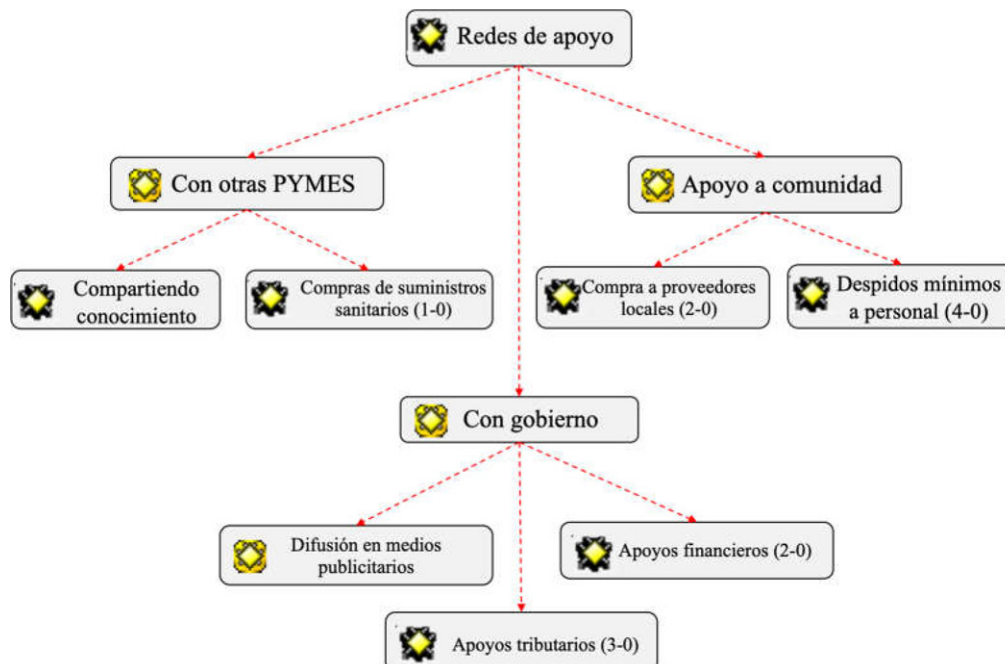 Redes de apoyo
Con otras PYMES
Apoyo a comunidad
Compartiendo
conocimiento
Compras de suministros
sanitarios (1-0)
Compra a proveedores
locales (2-0)
Despidos mínimos
a personal (4-0)
Con gobierno
Difusión en medios
publicitarios
Apoyos financieros (2-0)
Apoyos tributarios (3-0)